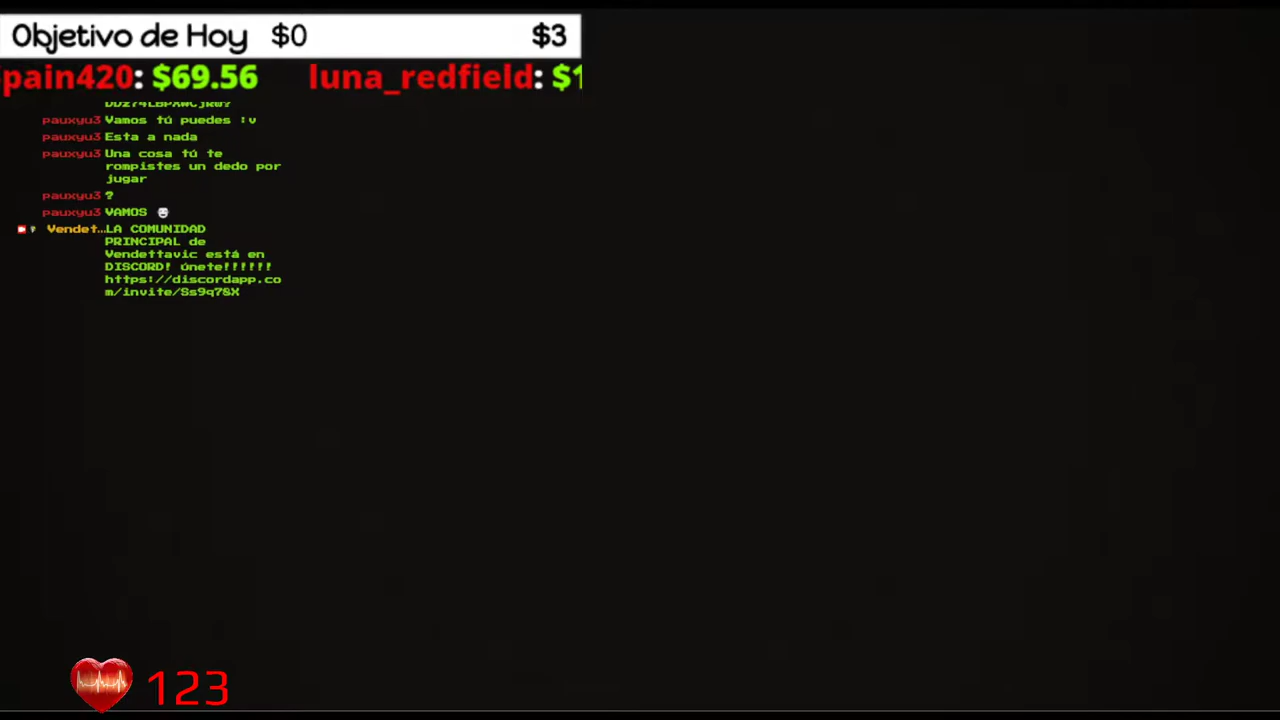 Objetivo de Hoy $0 $3
pain420: $69.56 luna_redfield: $1
pauxyu3 Vamos tú puedes :v
pauxyu3 Esta a nada
pauxyu3 Una cosa tú te
rompistes un dedo por
jugar
pauxyu3 ?
pauxyu3 VAMOS
Vendet… LA COMUNIDAD
PRINCIPAL de
Vendettavic está en
DISCORD! únete!!!!!!
https://discordapp.co
m/invite/Ss9q78X
123